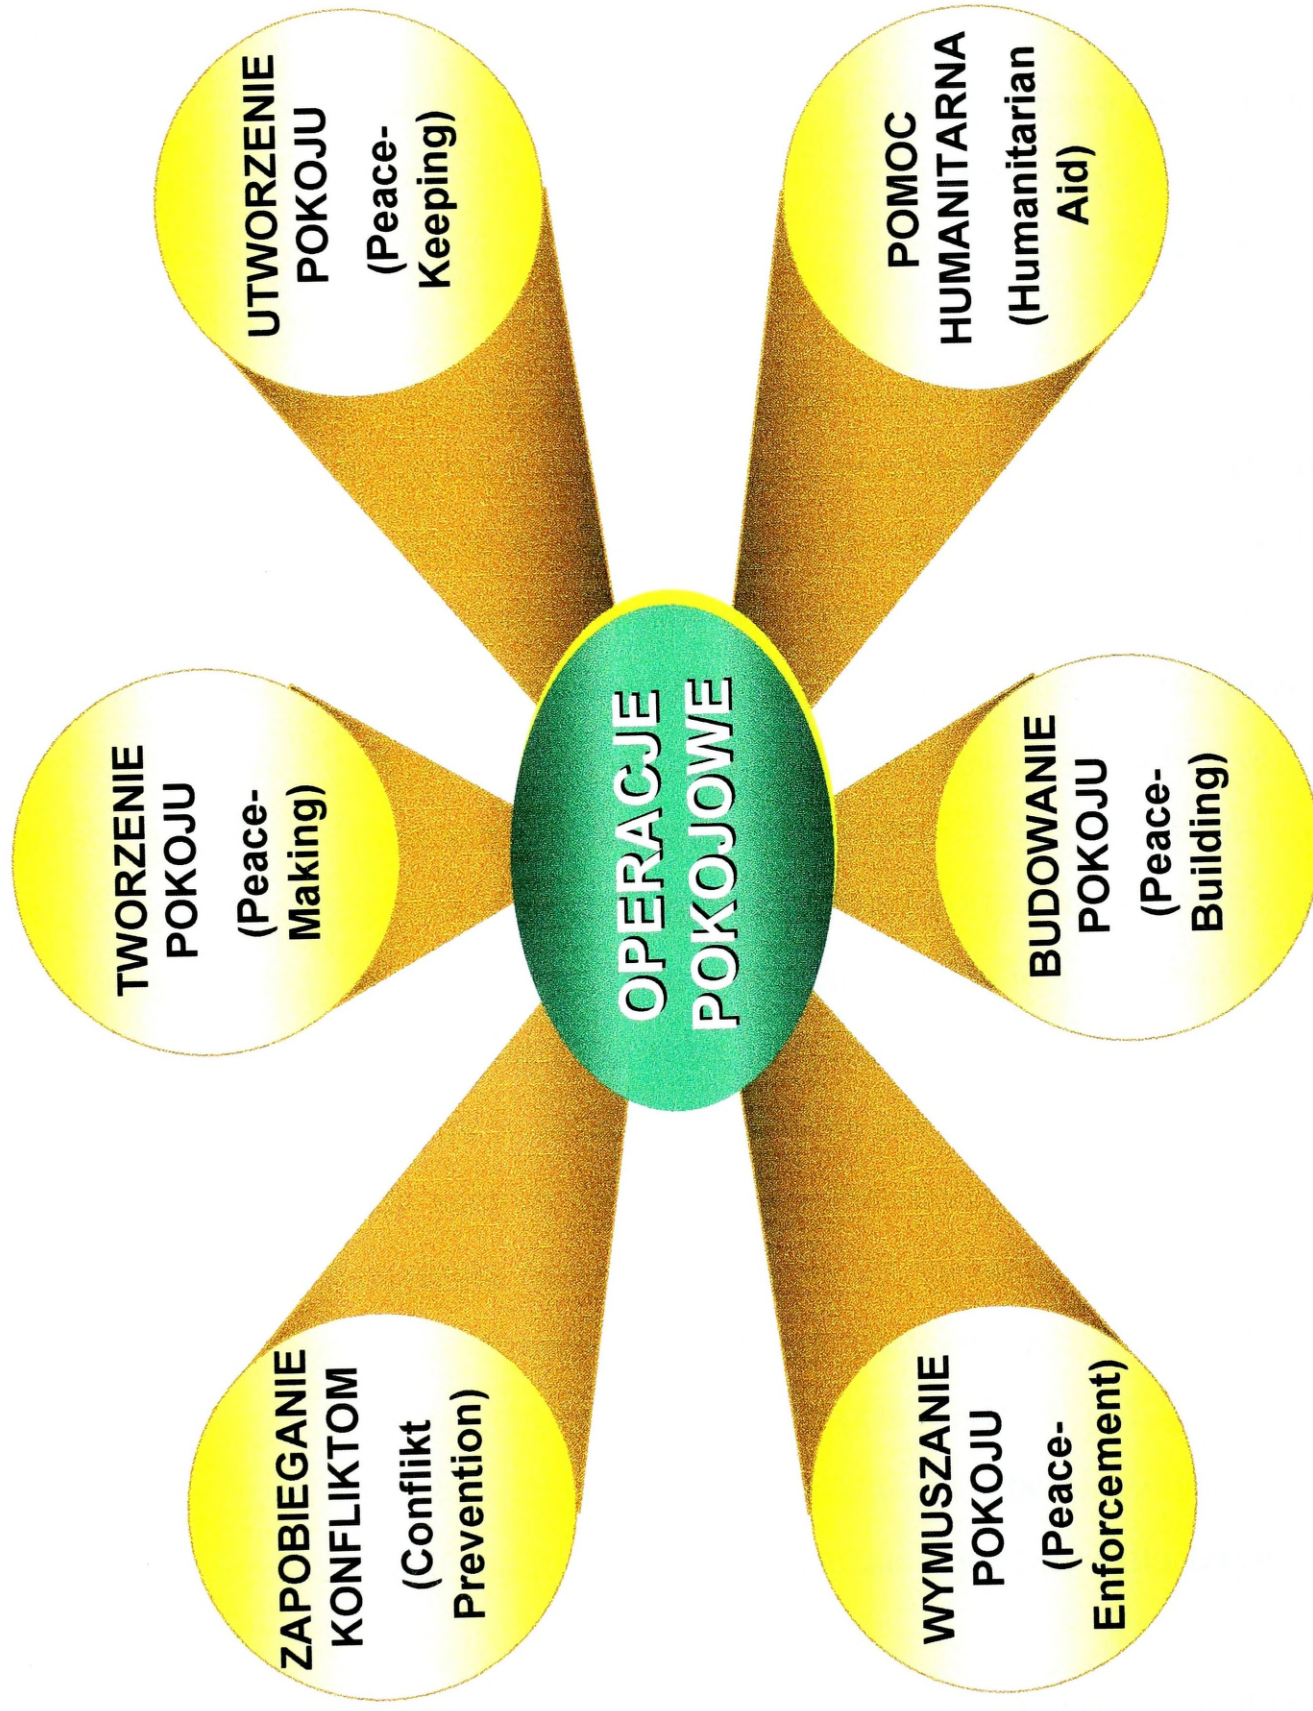 ZAPOBIEGANIE
KONFLIKTOM
(Conflikt
Prevention)
TWORZENIE
POKOJU
(Peace-
Making)
UTWORZENIE
POKOJU
(Peace-
Keeping)
OPERACJE
POKOJOWE
WYMUSZANIE
POKOJU
(Peace-
Enforcement)
BUDOWANIE
POKOJU
(Peace-
Building)
POMOC
HUMANITARNA
(Humanitarian
Aid)